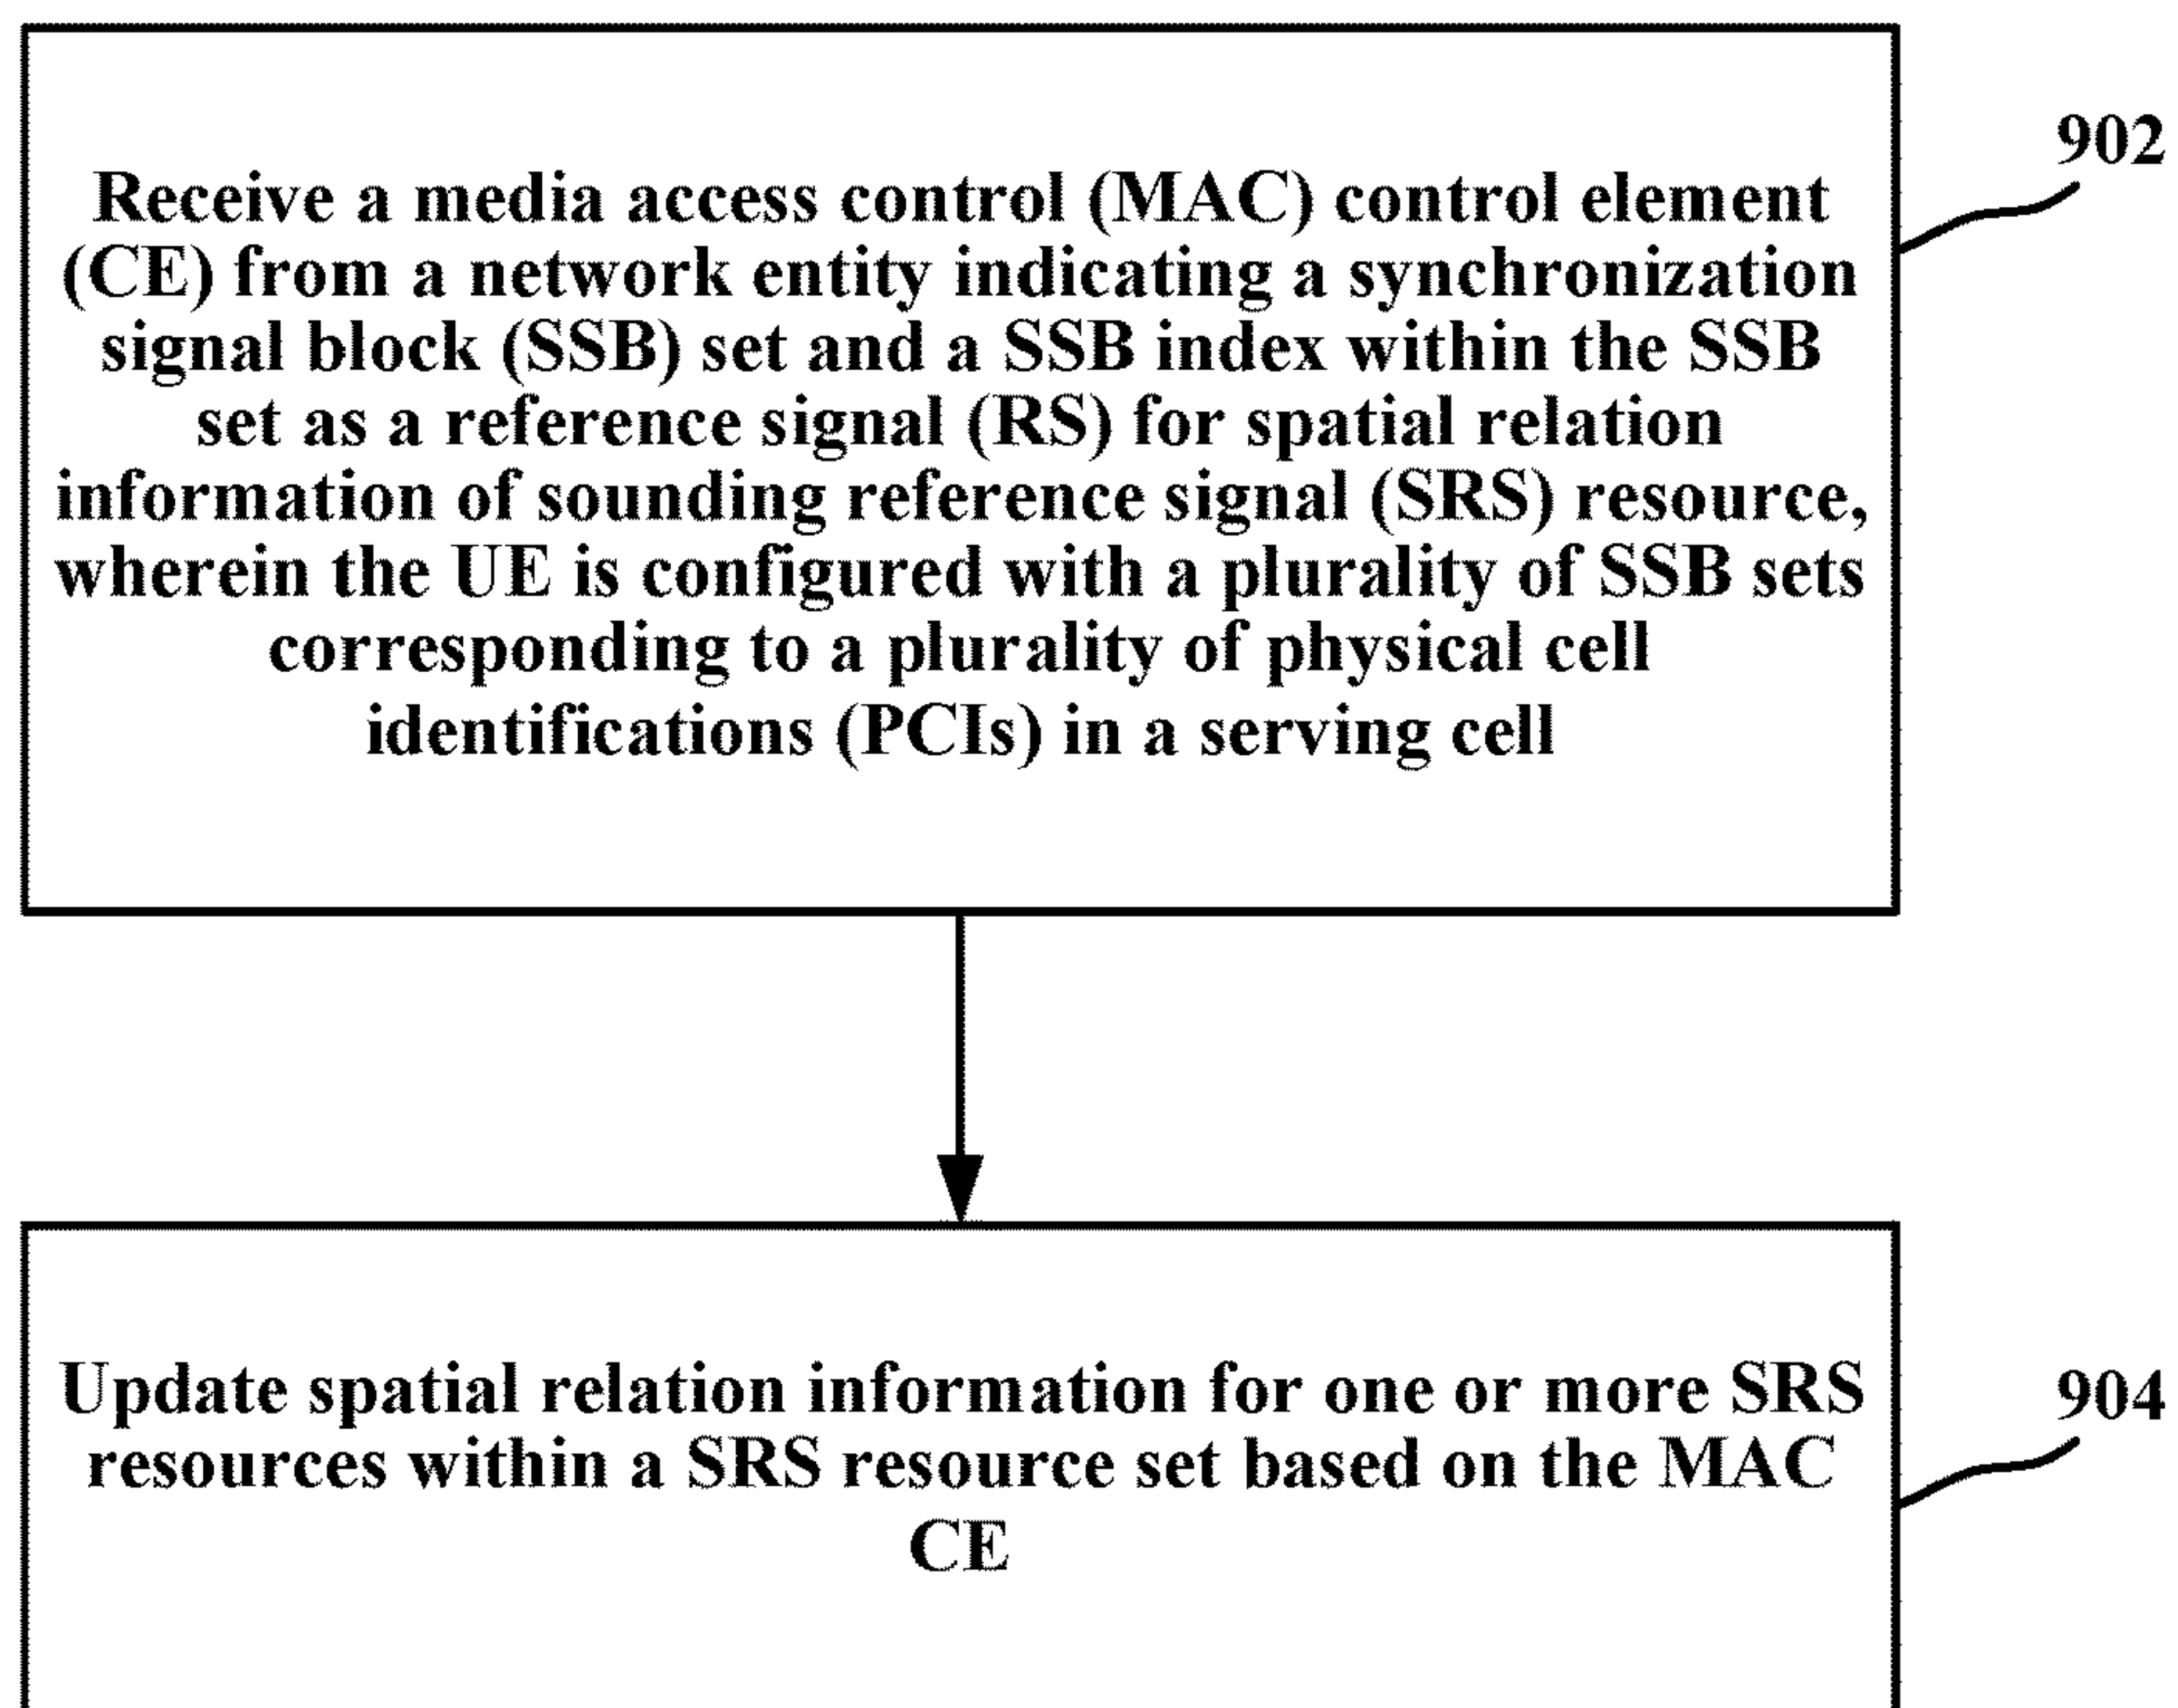 Receive a media access control (MAC) control element
(CE) from a network entity indicating a synchronization
signal block (SSB) set and a SSB index within the SSB
set as a reference signal (RS) for spatial relation
information of sounding reference signal (SRS) resource,
wherein the UE is configured with a plurality of SSB sets
corresponding to a plurality of physical cell
identifications (PCIs) in a serving cell
902
Update spatial relation information for one or more SRS
resources within a SRS resource set based on the MAC
CE
904